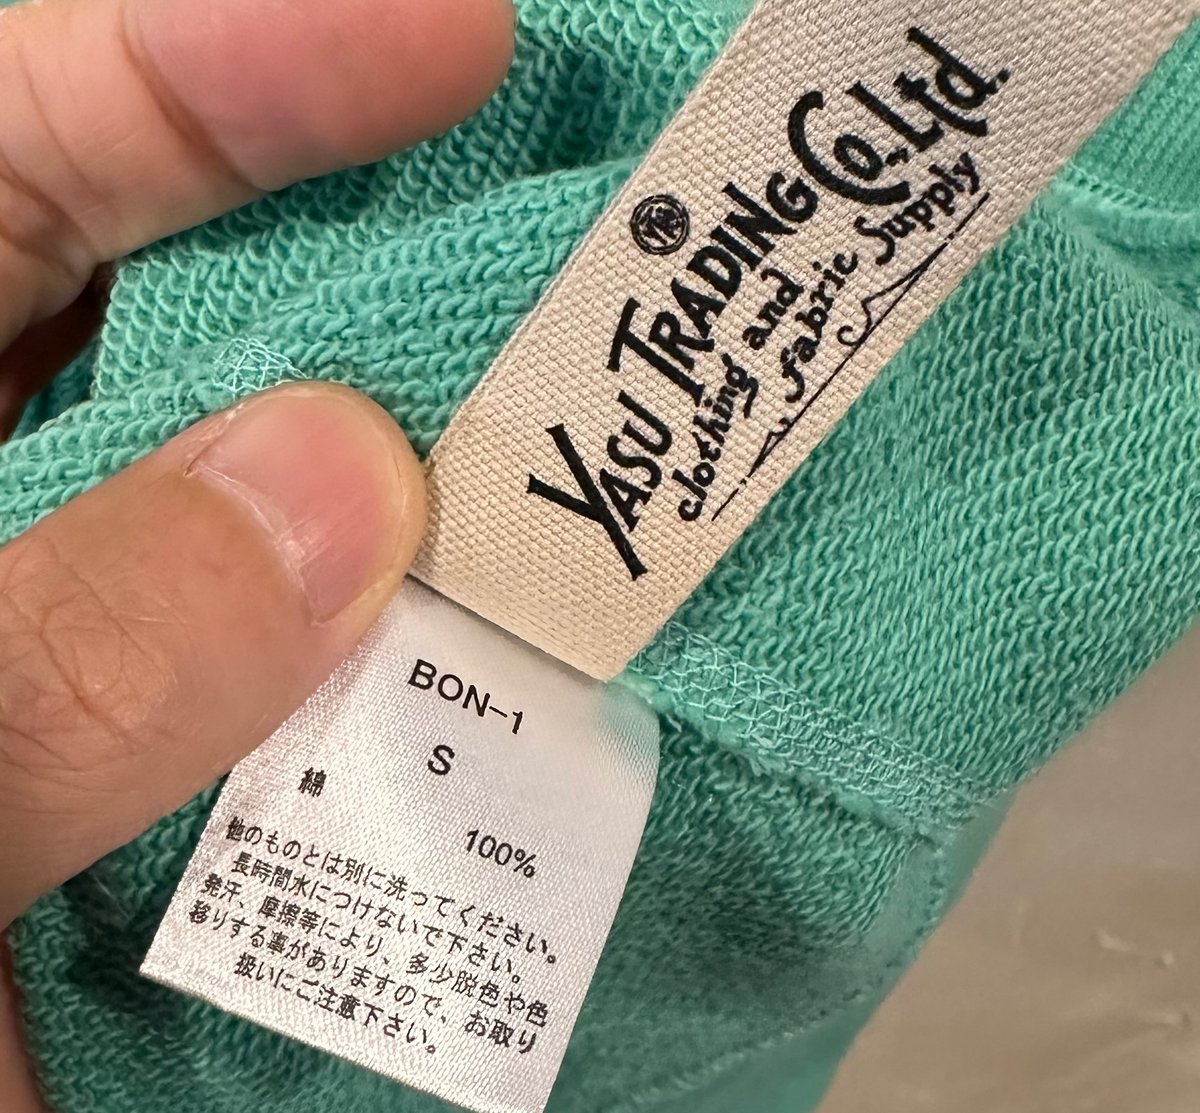 YASU TRADING Co.,Ltd.
clothing and fabric Supply
BON-1
S
綿 100%
他のものとは別に洗ってください。
長時間水につけないで下さい。
発汗、摩擦等により、多少脱色や色
移りする事がありますので、お取り
扱いにご注意下さい。